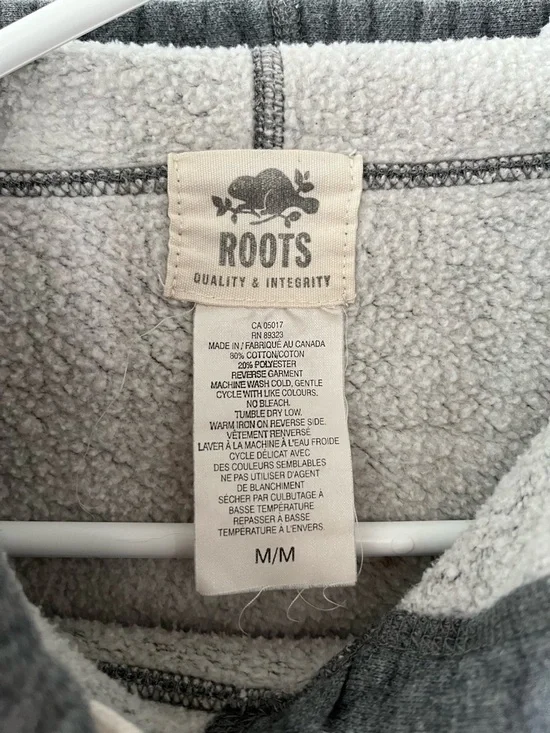 ROOTS
QUALITY & INTEGRITY
CA 05017
RN 89323
MADE IN / FABRIQUÉ AU CANADA
80% COTTON/COTON
20% POLYESTER
REVERSE GARMENT
MACHINE WASH COLD, GENTLE
CYCLE WITH LIKE COLOURS.
NO BLEACH.
TUMBLE DRY LOW.
WARM IRON ON REVERSE SIDE.
VÊTEMENT RENVERSÉ
LAVER À LA MACHINE À L'EAU FROIDE
CYCLE DÉLICAT AVEC
DES COULEURS SEMBLABLES
NE PAS UTILISER D'AGENT
DE BLANCHIMENT
SÉCHER PAR CULBUTAGE À
BASSE TEMPÉRATURE
REPASSER À BASSE
TEMPÉRATURE À L'ENVERS.
M/M